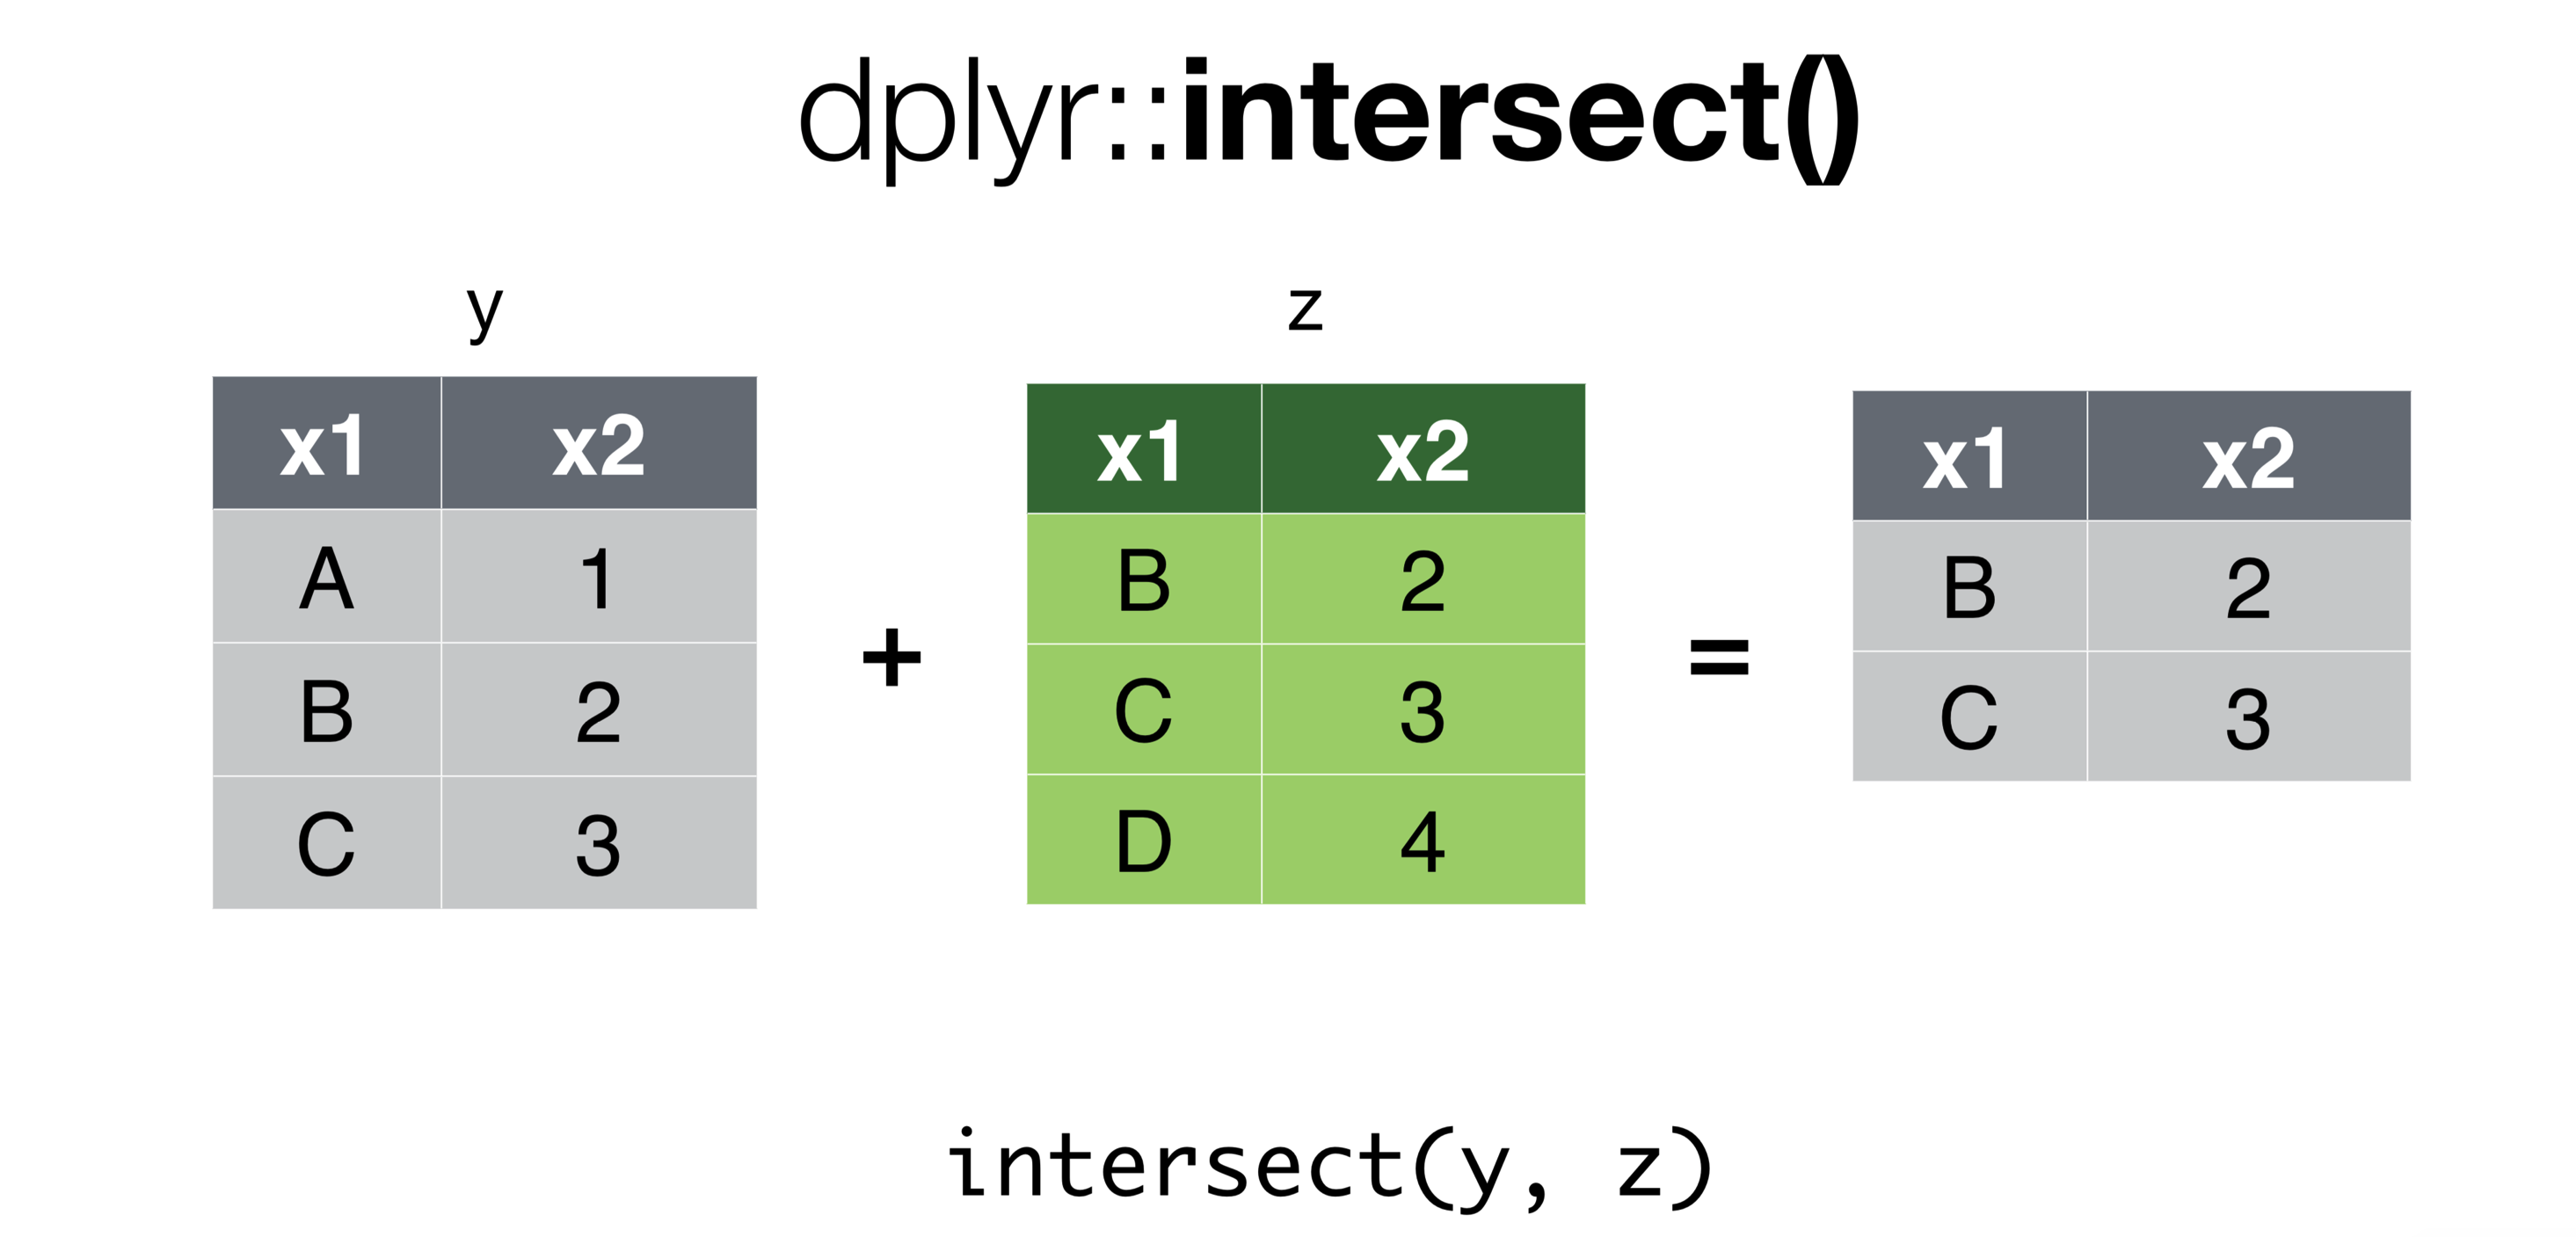 dplyr::intersect()
y
z
x1 x2
A 1
B 2
C 3
+
x1 x2
B 2
C 3
D 4
=
x1 x2
B 2
C 3
intersect(y, z)